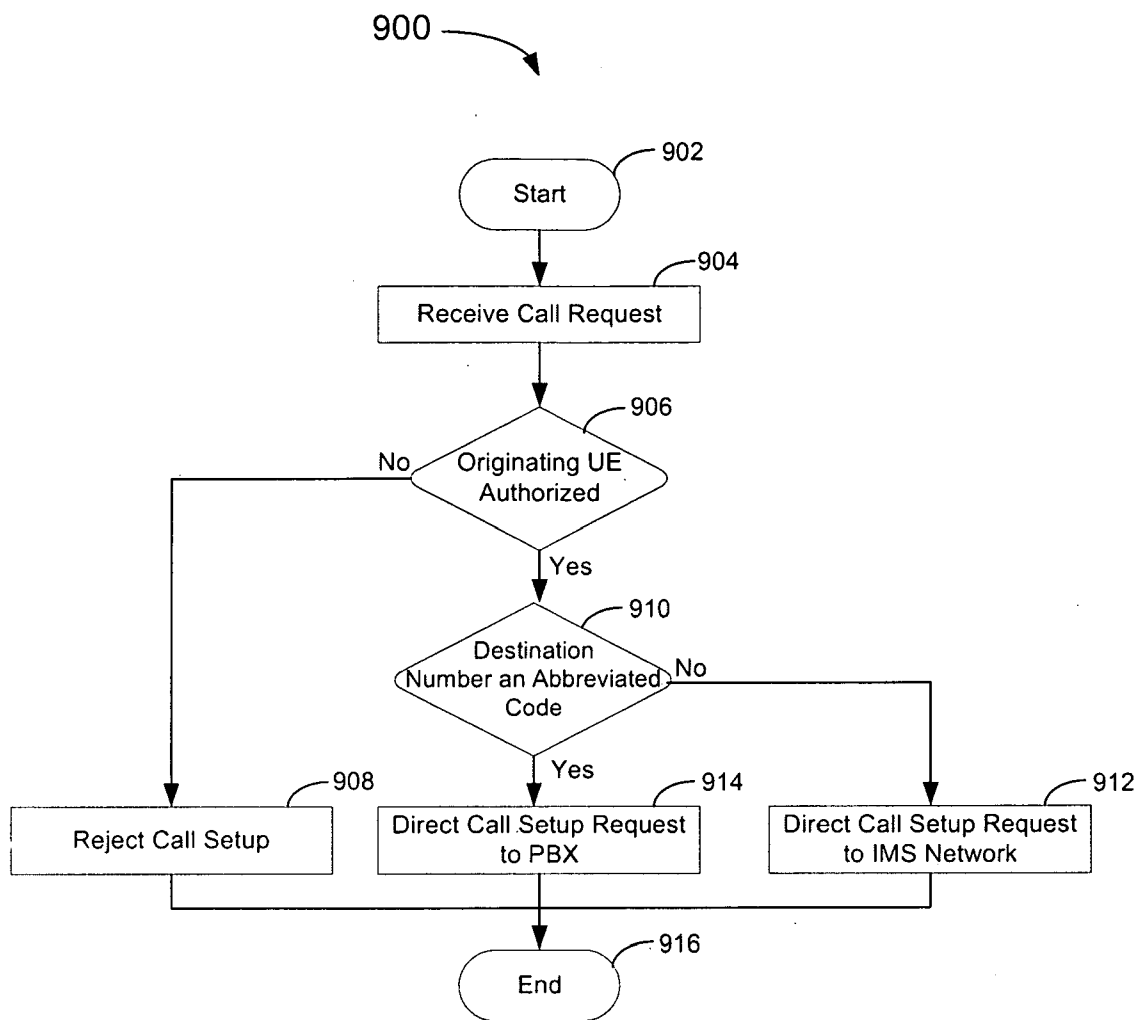 900
902
Start
904
Receive Call Request
906
No
Originating UE
Authorized
Yes
910
Destination
Number an Abbreviated
Code
No
Yes
908
Reject Call Setup
914
Direct Call Setup Request
to PBX
912
Direct Call Setup Request
to IMS Network
916
End